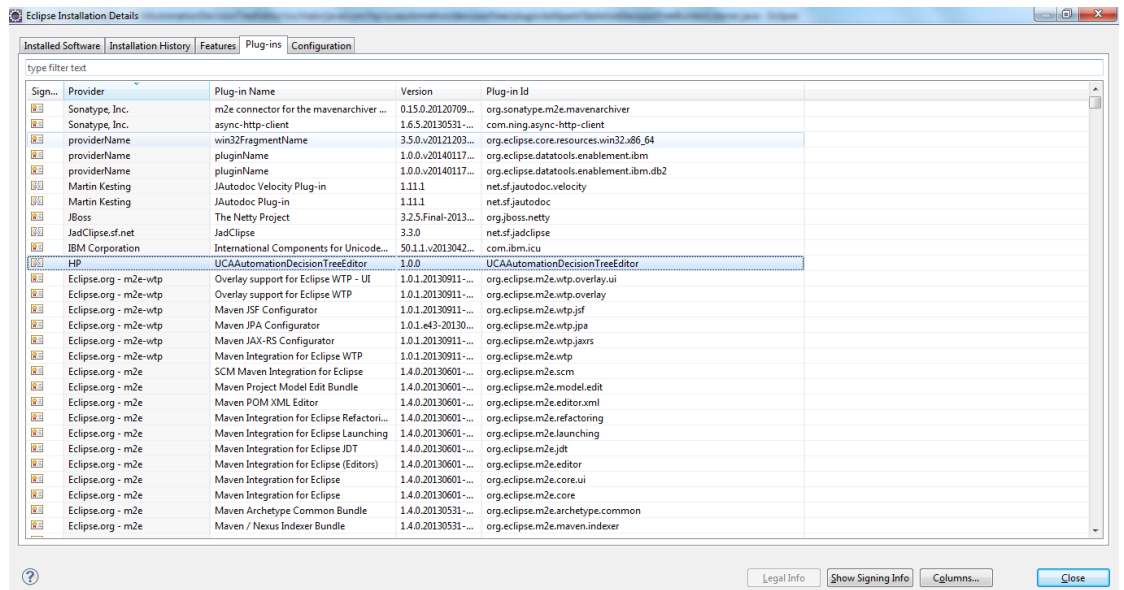 Eclipse Installation Details
Installed Software Installation History Features Plug-ins Configuration
type filter text
Sign... Provider Plug-in Name Version Plug-in Id
Sonatype, Inc. m2e connector for the mavenarchiver ... 0.15.0.20120709... org.sonatype.m2e.mavenarchiver
Sonatype, Inc. async-http-client 1.6.5.20130531-... com.ning.async-http-client
providerName win32FragmentName 3.5.0.v20121203... org.eclipse.core.resources.win32.x86_64
providerName pluginName 1.0.0.v20140117... org.eclipse.datatools.enablement.ibm
providerName pluginName 1.0.0.v20140117... org.eclipse.datatools.enablement.ibm.db2
Martin Kesting JAutodoc Velocity Plug-in 1.11.1 net.sf.jautodoc.velocity
Martin Kesting JAutodoc Plug-in 1.11.1 net.sf.jautodoc
JBoss The Netty Project 3.2.5.Final-2013... org.jboss.netty
JadClipse.sf.net JadClipse 3.3.0 net.sf.jadclipse
IBM Corporation International Components for Unicode... 50.1.1.v2013042... com.ibm.icu
HP UCAAutomationDecisionTreeEditor 1.0.0 UCAAutomationDecisionTreeEditor
Eclipse.org - m2e-wtp Overlay support for Eclipse WTP - UI 1.0.1.20130911-... org.eclipse.m2e.wtp.overlay.ui
Eclipse.org - m2e-wtp Overlay support for Eclipse WTP 1.0.1.20130911-... org.eclipse.m2e.wtp.overlay
Eclipse.org - m2e-wtp Maven JSF Configurator 1.0.1.20130911-... org.eclipse.m2e.wtp.jsf
Eclipse.org - m2e-wtp Maven JPA Configurator 1.0.1.e43-20130... org.eclipse.m2e.wtp.jpa
Eclipse.org - m2e-wtp Maven JAX-RS Configurator 1.0.1.20130911-... org.eclipse.m2e.wtp.jaxrs
Eclipse.org - m2e-wtp Maven Integration for Eclipse WTP 1.0.1.20130911-... org.eclipse.m2e.wtp
Eclipse.org - m2e SCM Maven Integration for Eclipse 1.4.0.20130601-... org.eclipse.m2e.scm
Eclipse.org - m2e Maven Project Model Edit Bundle 1.4.0.20130601-... org.eclipse.m2e.model.edit
Eclipse.org - m2e Maven POM XML Editor 1.4.0.20130601-... org.eclipse.m2e.editor.xml
Eclipse.org - m2e Maven Integration for Eclipse Refactori... 1.4.0.20130601-... org.eclipse.m2e.refactoring
Eclipse.org - m2e Maven Integration for Eclipse Launching 1.4.0.20130601-... org.eclipse.m2e.launching
Eclipse.org - m2e Maven Integration for Eclipse JDT 1.4.0.20130601-... org.eclipse.m2e.jdt
Eclipse.org - m2e Maven Integration for Eclipse (Editors) 1.4.0.20130601-... org.eclipse.m2e.editor
Eclipse.org - m2e Maven Integration for Eclipse 1.4.0.20130601-... org.eclipse.m2e.core.ui
Eclipse.org - m2e Maven Integration for Eclipse 1.4.0.20130601-... org.eclipse.m2e.core
Eclipse.org - m2e Maven Archetype Common Bundle 1.4.0.20130531-... org.eclipse.m2e.archetype.common
Eclipse.org - m2e Maven / Nexus Indexer Bundle 1.4.0.20130531-... org.eclipse.m2e.maven.indexer
Legal Info Show Signing Info Columns... Close